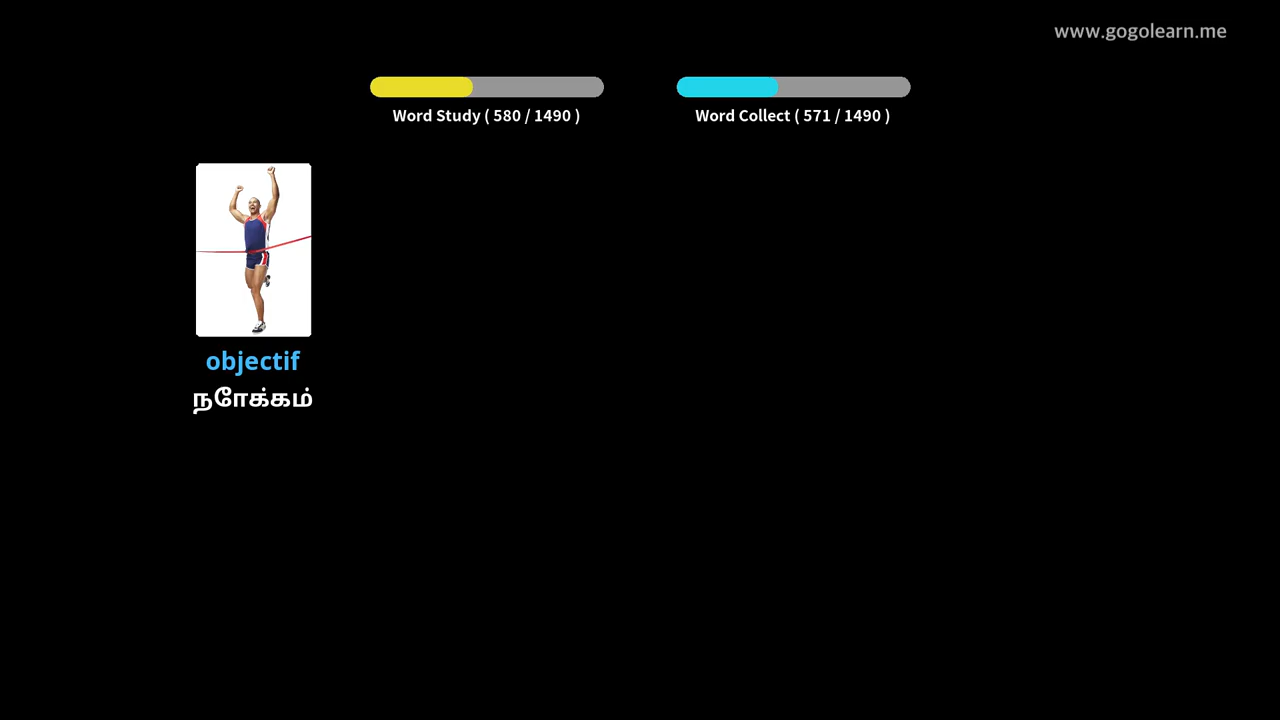 www.gogolearn.me
Word Study ( 580 / 1490 )
Word Collect ( 571 / 1490 )
objectif
நோக்கம்